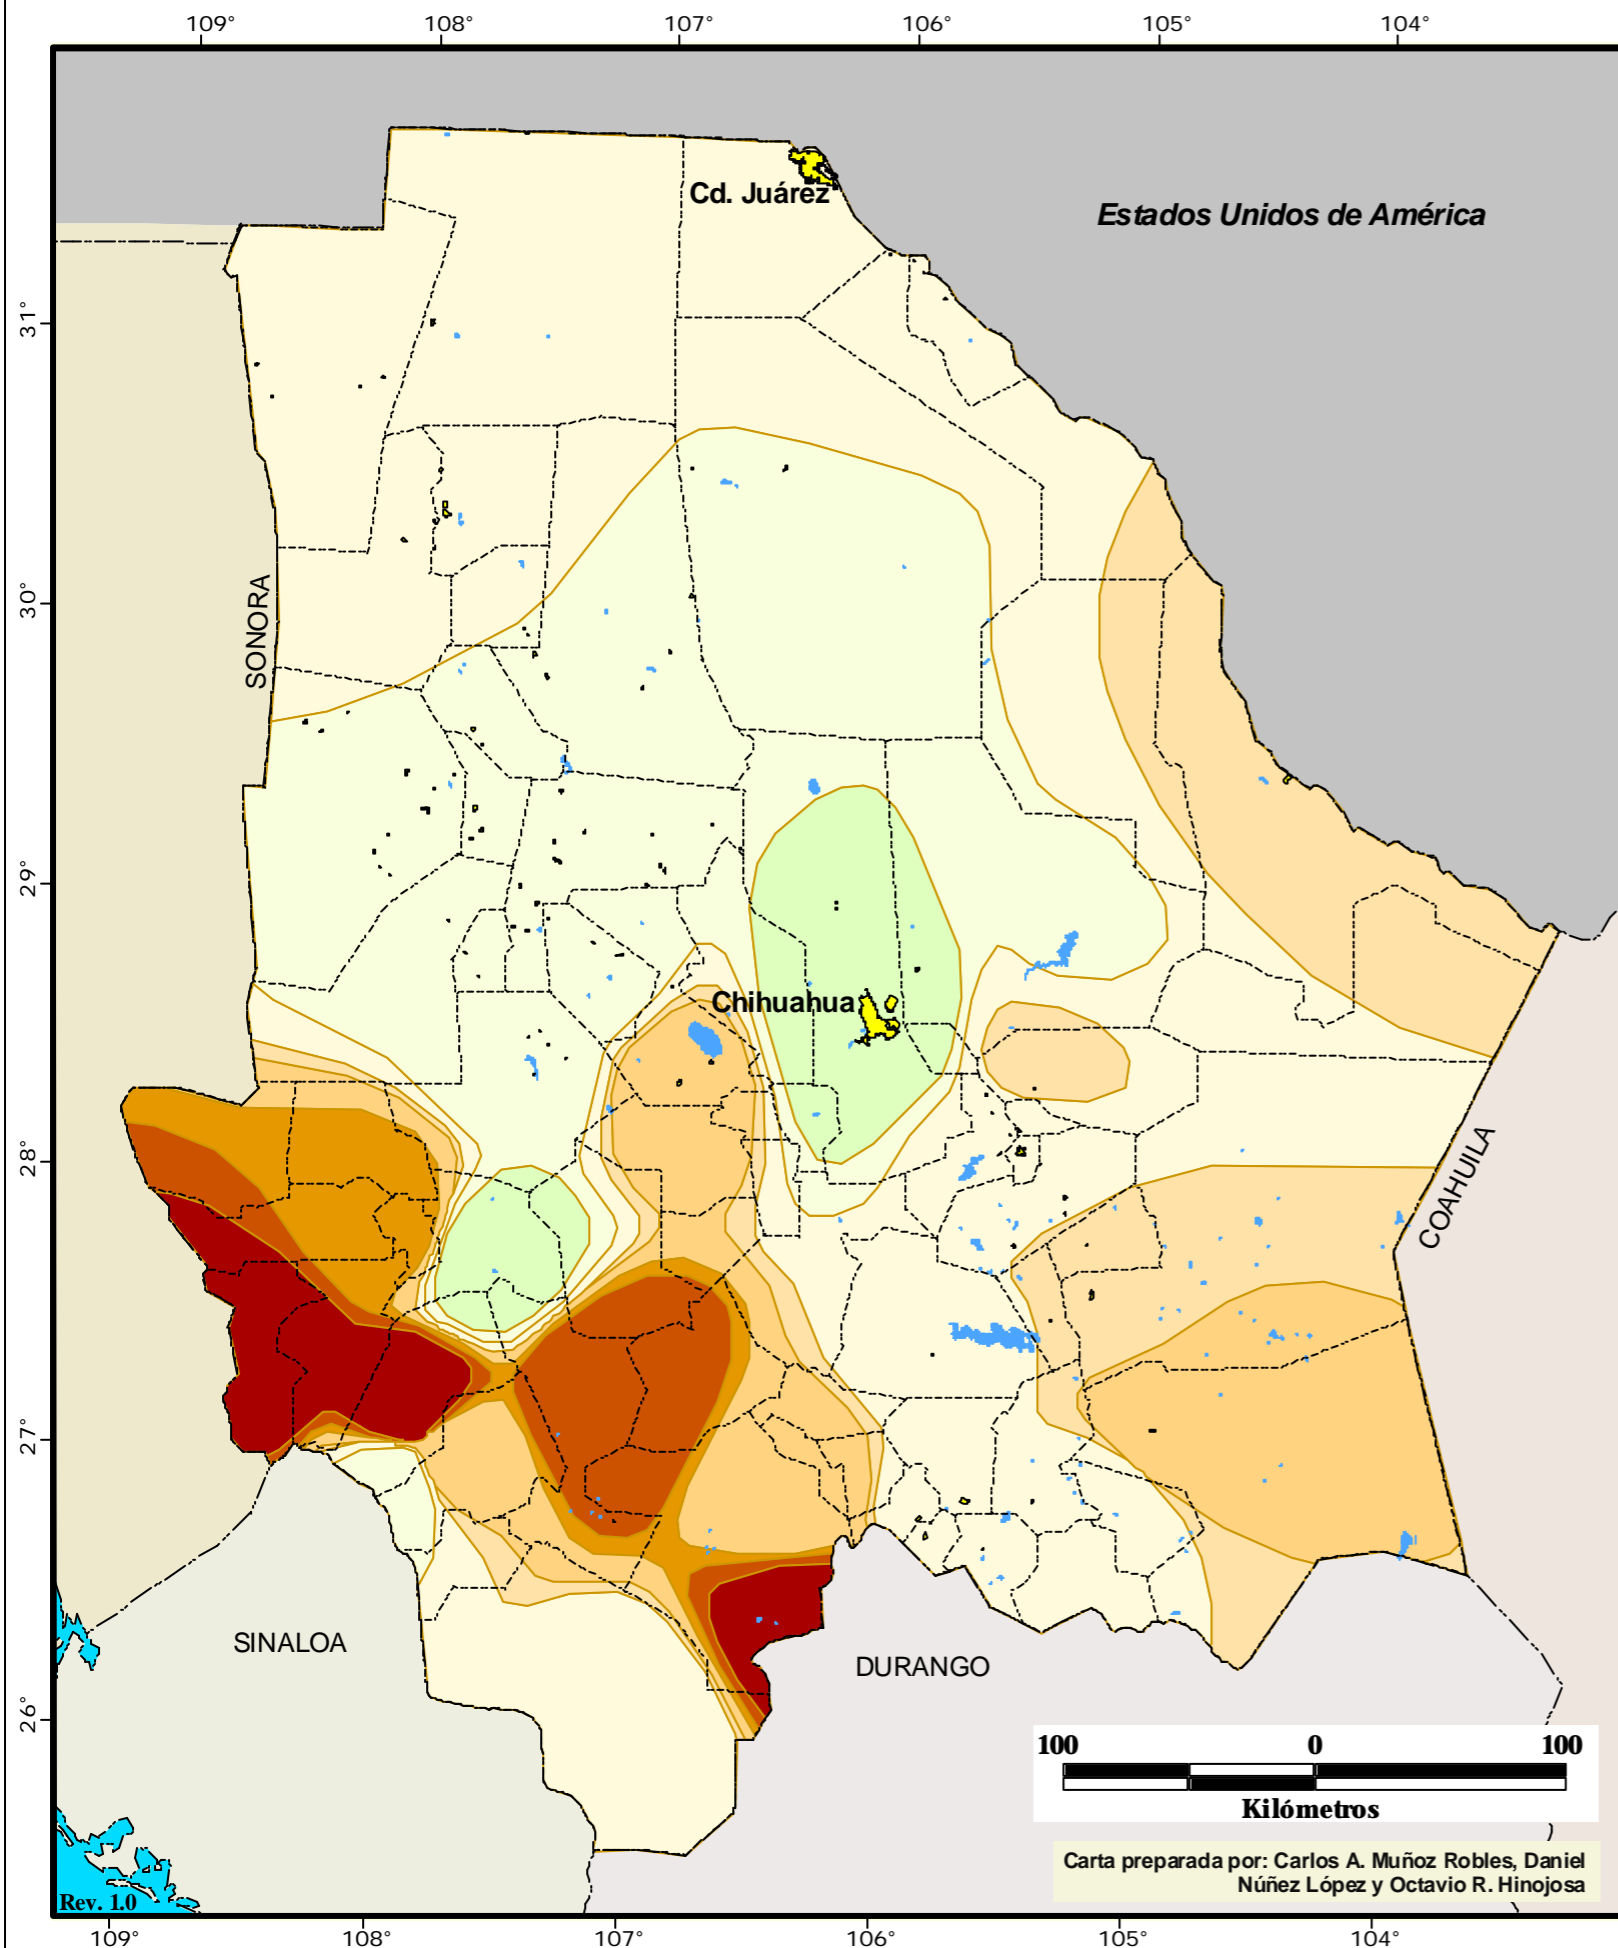 109° 108° 107° 106° 105° 104°
Cd. Juárez
Estados Unidos de América
31°
30°
SONORA
29°
Chihuahua
28°
COAHUILA
27°
SINALOA
DURANGO
26°
100 0 100
Kilómetros
Carta preparada por: Carlos A. Muñoz Robles, Daniel
Núñez López y Octavio R. Hinojosa
Rev. 1.0
109° 108° 107° 106° 105° 104°